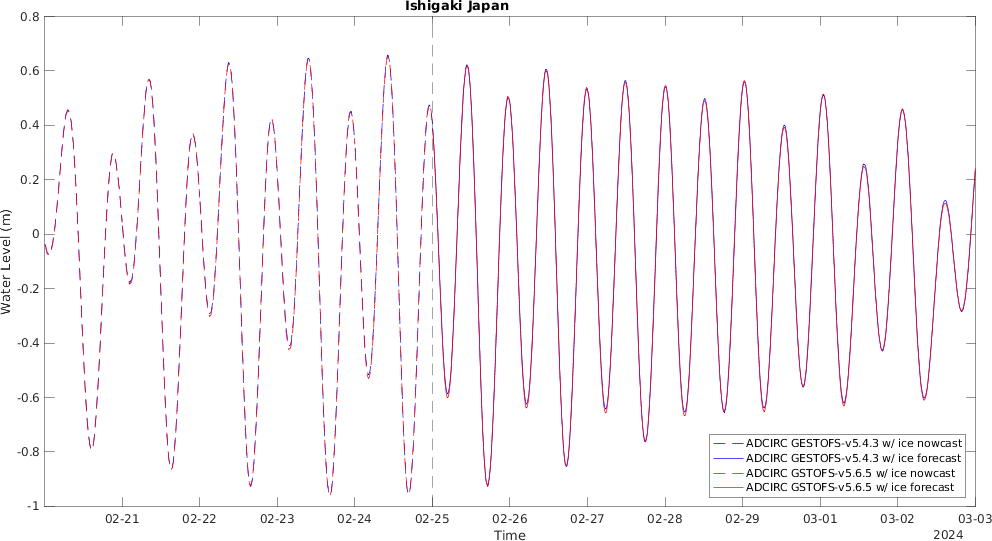 Ishigaki Japan
0.8
0.6
0.4
0.2
0
-0.2
-0.4
-0.6
-0.8
-1
Water Level (m)
ADCIRC GESTOFS-v5.4.3 w/ ice nowcast
ADCIRC GESTOFS-v5.4.3 w/ ice forecast
ADCIRC GSTOFS-v5.6.5 w/ ice nowcast
ADCIRC GSTOFS-v5.6.5 w/ ice forecast
02-21 02-22 02-23 02-24 02-25 02-26 02-27 02-28 02-29 03-01 03-02 03-03
Time
2024